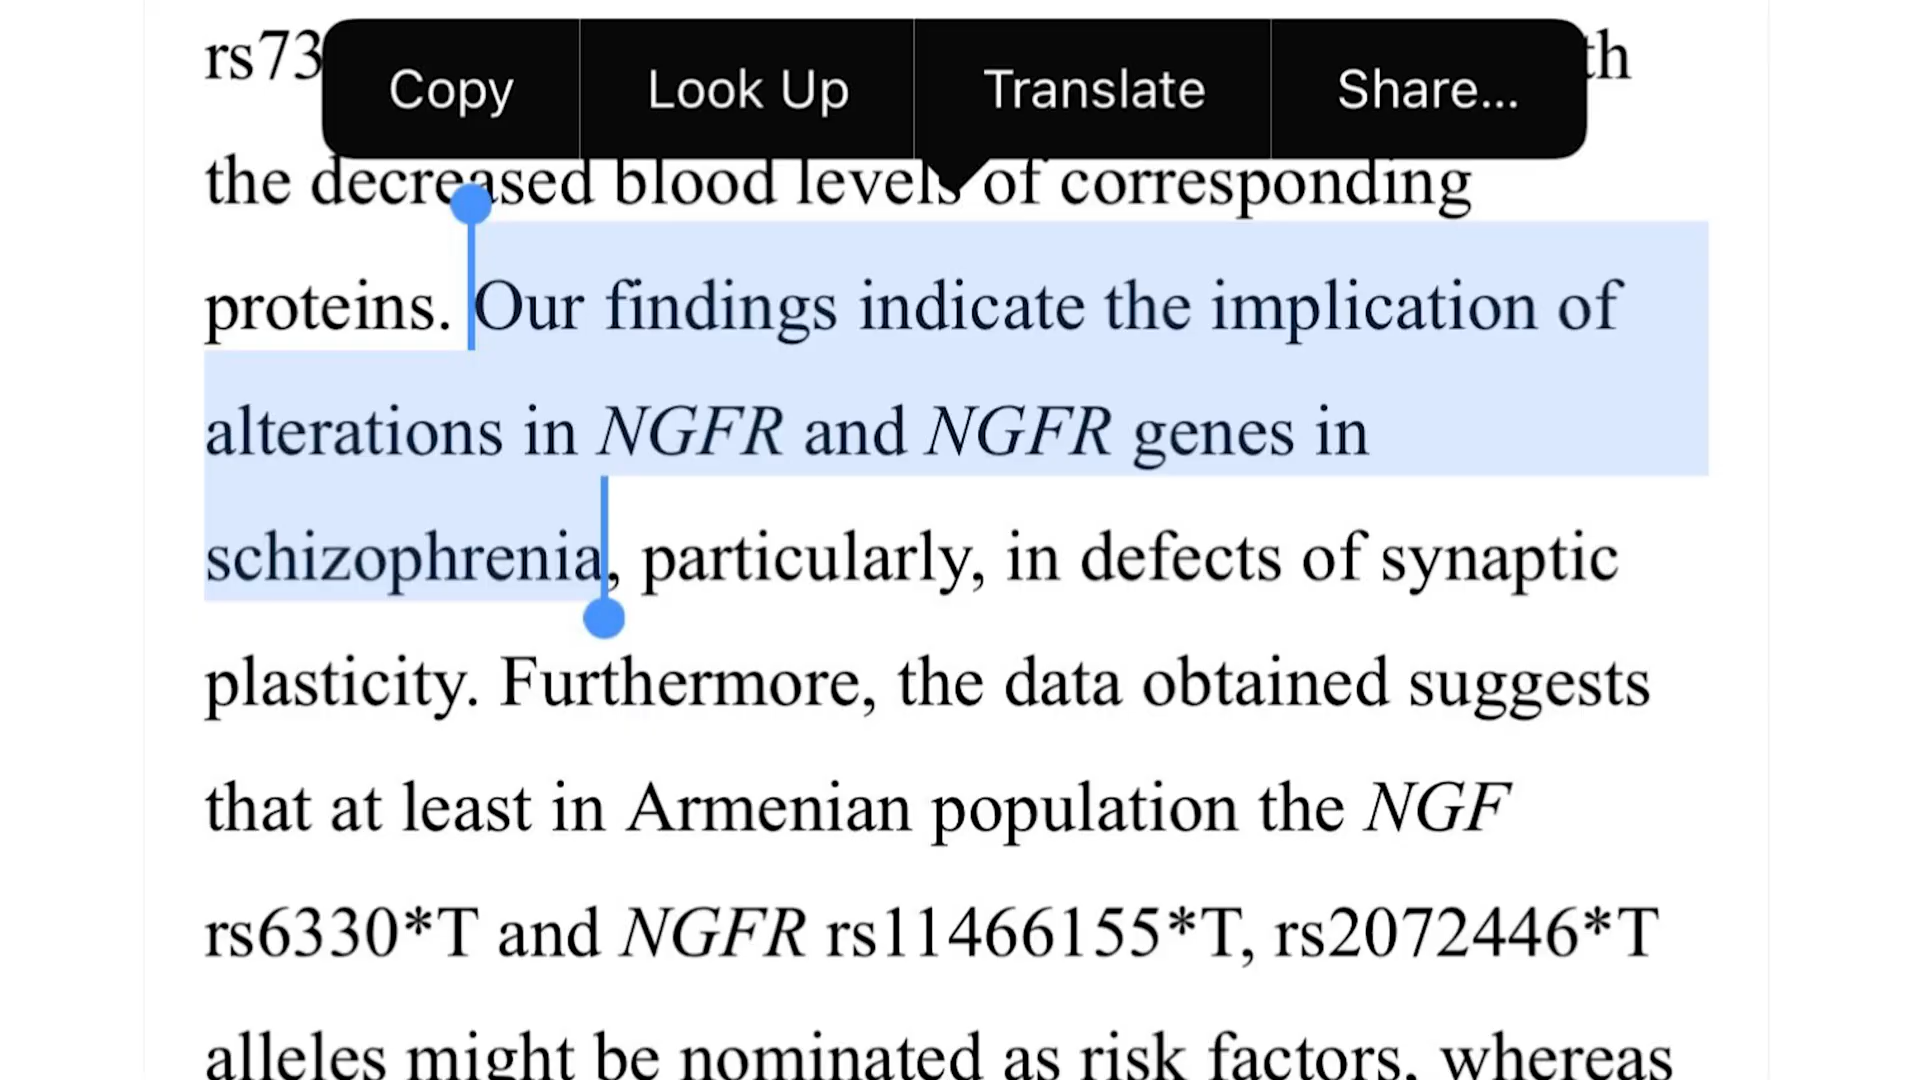 rs73 th
Copy Look Up Translate Share...
the decreased blood levels of corresponding
proteins. Our findings indicate the implication of
alterations in NGFR and NGFR genes in
schizophrenia, particularly, in defects of synaptic
plasticity. Furthermore, the data obtained suggests
that at least in Armenian population the NGF
rs6330*T and NGFR rs11466155*T, rs2072446*T
alleles might be nominated as risk factors, whereas